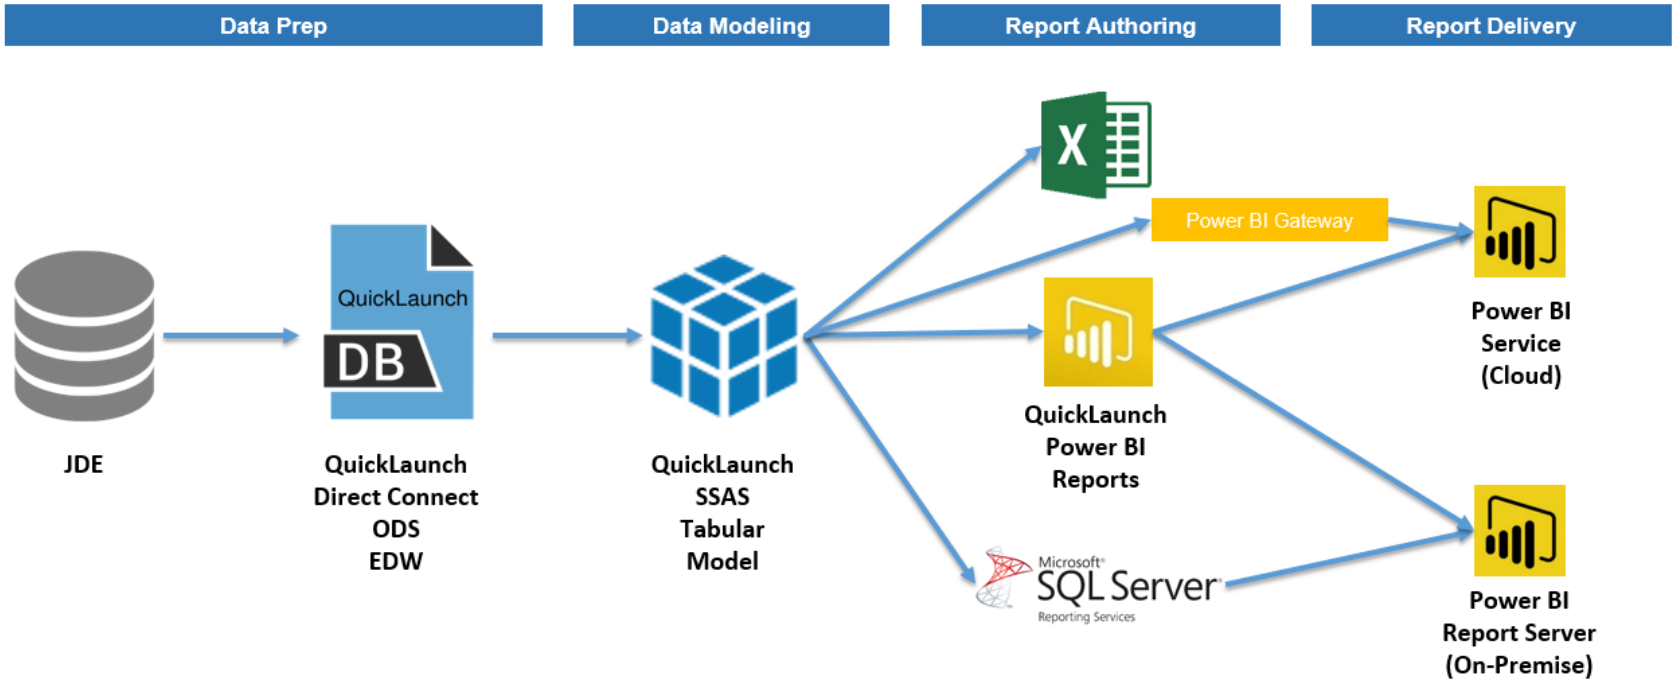 Data Prep
Data Modeling
Report Authoring
Report Delivery
X
Power BI Gateway
QuickLaunch
DB
JDE
QuickLaunch
Direct Connect
ODS
EDW
QuickLaunch
SSAS
Tabular
Model
QuickLaunch
Power BI
Reports
Microsoft®
SQL Server®
Reporting Services
Power BI
Service
(Cloud)
Power BI
Report Server
(On-Premise)